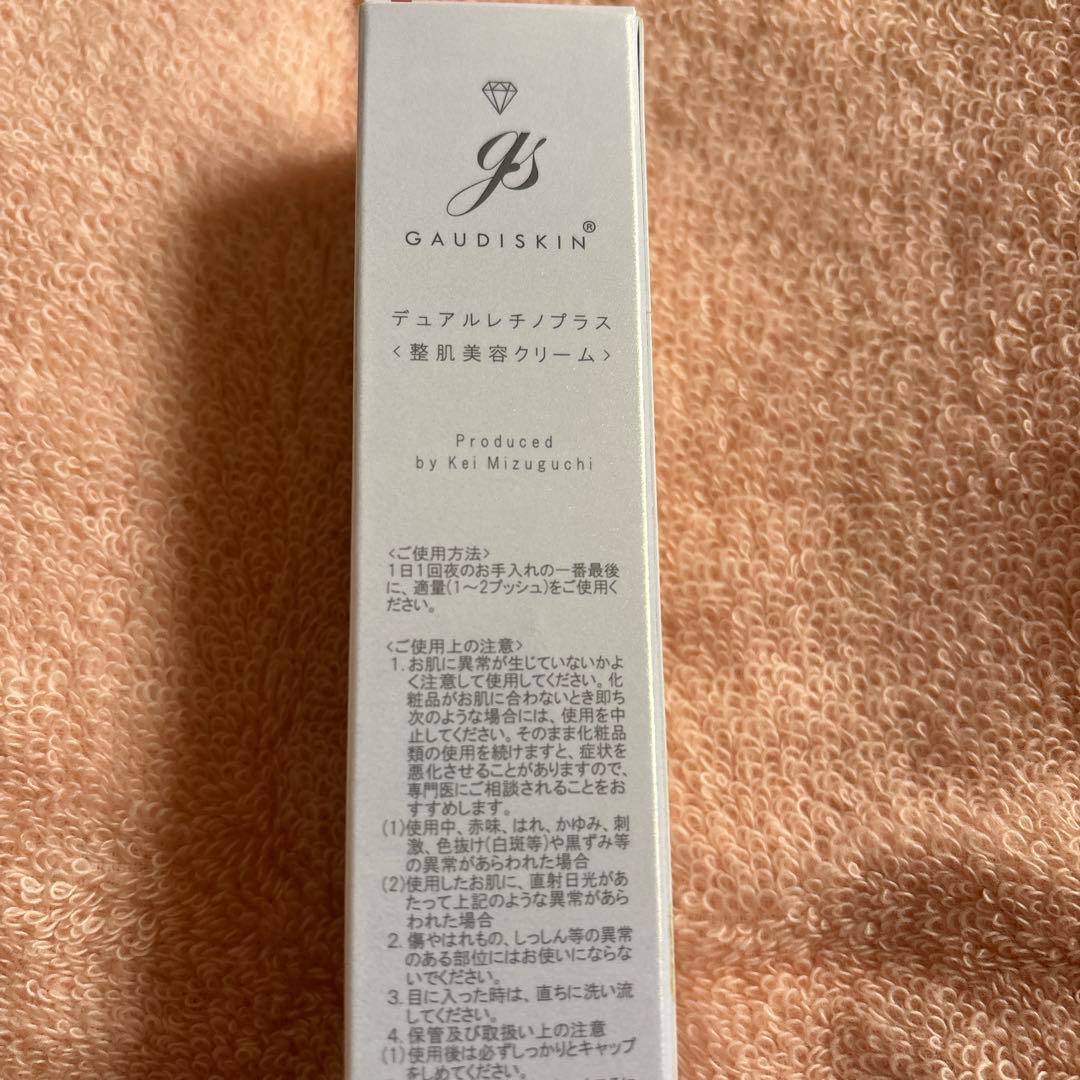 gs
GAUDISKIN®
デュアルレチノプラス
<整肌美容クリーム>
Produced
by Kei Mizuguchi
<ご使用方法>
1日1回夜のお手入れの一番最後
に、適量(1～2プッシュ)をご使用く
ださい。
<ご使用上の注意>
1. お肌に異常が生じていないかよ
く注意して使用してください。化
粧品がお肌に合わないとき即ち
次のような場合には、使用を中
止してください。そのまま化粧品
類の使用を続けますと、症状を
悪化させることがありますので、
専門医にご相談されることをお
すすめします。
(1)使用中、赤味、はれ、かゆみ、刺
激、色抜け(白斑等)や黒ずみ等
の異常があらわれた場合
(2)使用したお肌に、直射日光があ
たって上記のような異常があら
われた場合
2. 傷やはれもの、しっしん等の異常
のある部位にはお使いにならな
いでください。
3. 目に入った時は、直ちに洗い流
してください。
4. 保管及び取扱い上の注意
(1)使用後は必ずしっかりとキャップ
をしめてください。